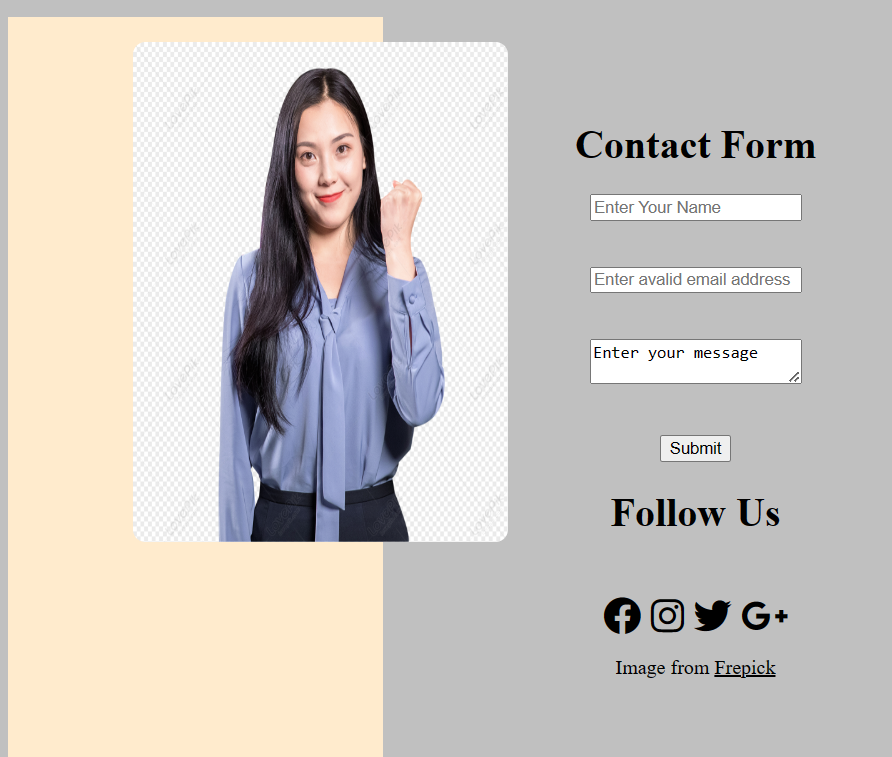 Contact Form
Enter Your Name
Enter avalid email address
Enter your message
Submit
Follow Us
Image from Frepick